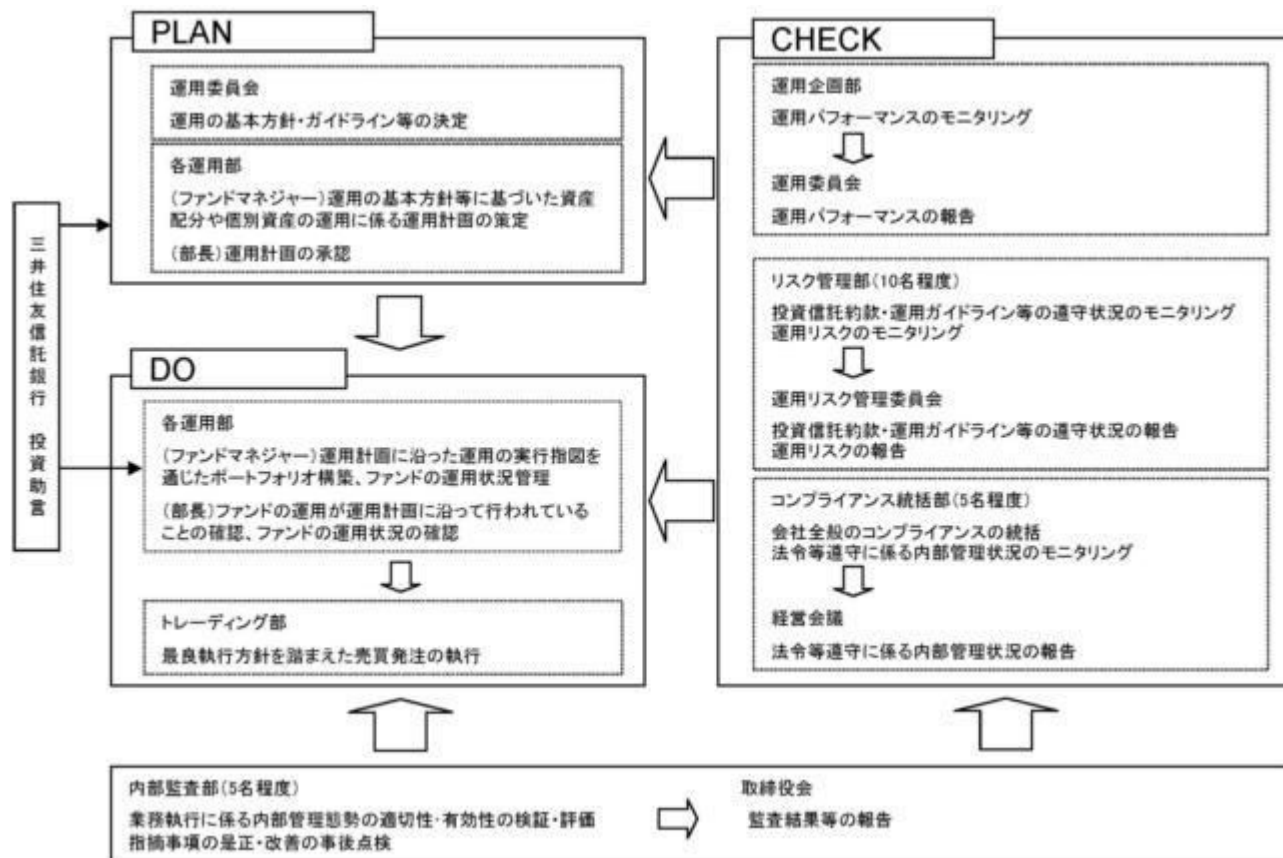 PLAN
運用委員会
運用の基本方針・ガイドライン等の決定
各運用部
(ファンドマネジャー)運用の基本方針等に基づいた資産
配分や個別資産の運用に係る運用計画の策定
(部長)運用計画の承認
三井住友信託銀行 投資助言
DO
各運用部
(ファンドマネジャー)運用計画に沿った運用の実行指図を
通じたポートフォリオ構築、ファンドの運用状況管理
(部長)ファンドの運用が運用計画に沿って行われている
ことの確認、ファンドの運用状況の確認
トレーディング部
最良執行方針を踏まえた売買発注の執行
CHECK
運用企画部
運用パフォーマンスのモニタリング
運用委員会
運用パフォーマンスの報告
リスク管理部(10名程度)
投資信託約款・運用ガイドライン等の遵守状況のモニタリング
運用リスクのモニタリング
運用リスク管理委員会
投資信託約款・運用ガイドライン等の遵守状況の報告
運用リスクの報告
コンプライアンス統括部(5名程度)
会社全般のコンプライアンスの統括
法令等遵守に係る内部管理状況のモニタリング
経営会議
法令等遵守に係る内部管理状況の報告
内部監査部(5名程度)
業務執行に係る内部管理態勢の適切性・有効性の検証・評価
指摘事項の是正・改善の事後点検
取締役会
監査結果等の報告